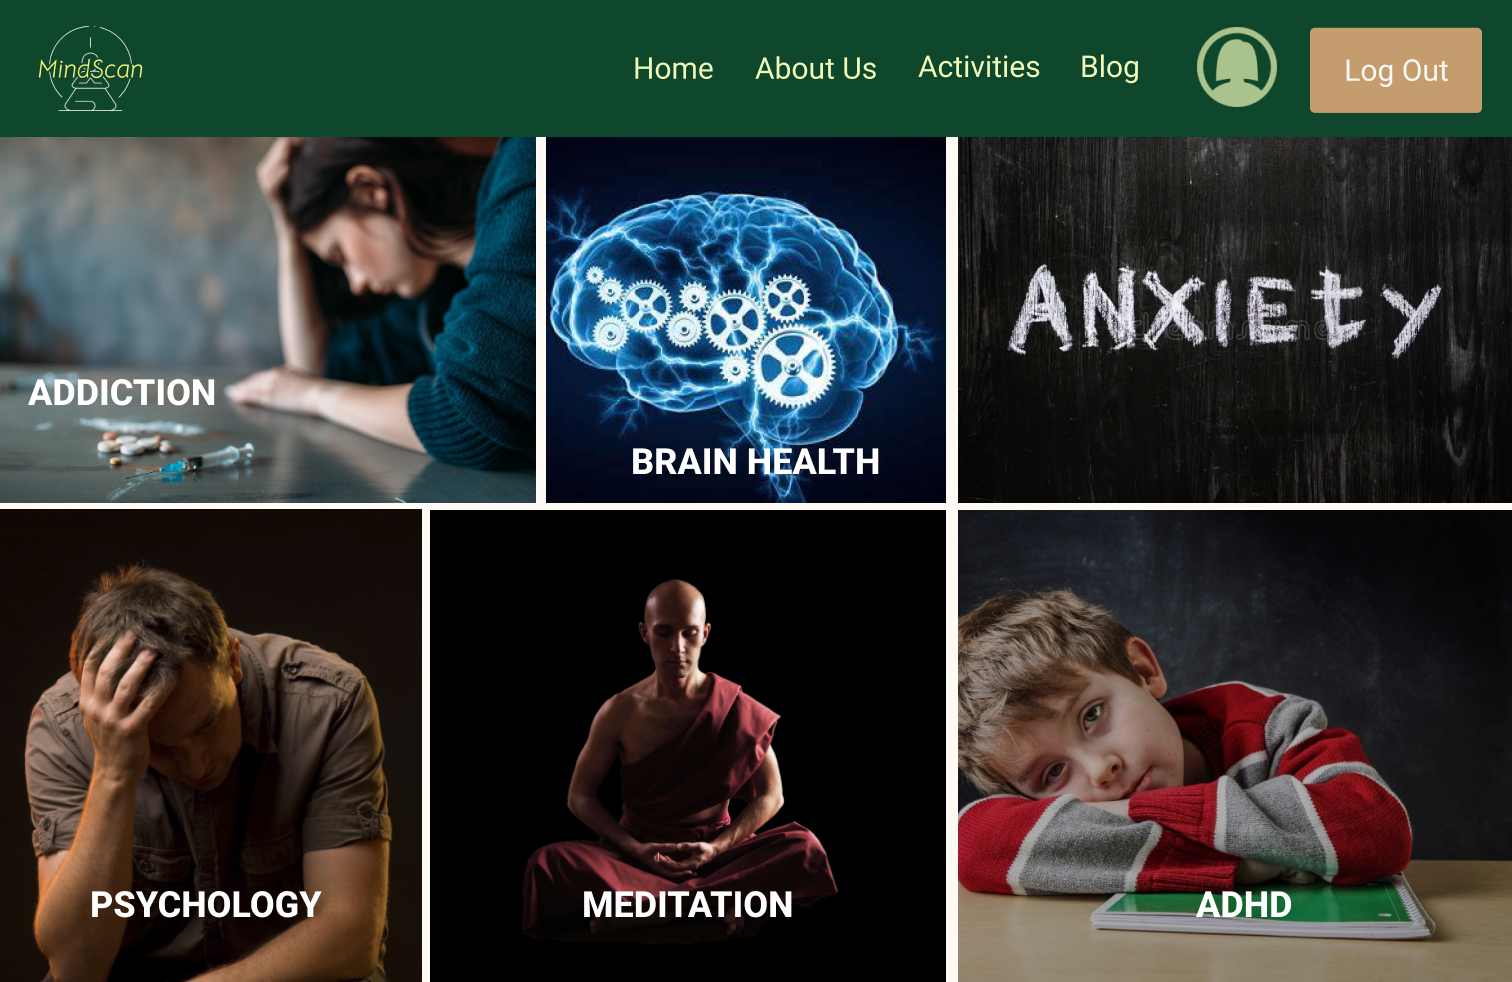 MindScan
Home
About Us
Activities
Blog
Log Out
ADDICTION
BRAIN HEALTH
ANXIEtY
PSYCHOLOGY
MEDITATION
ADHD